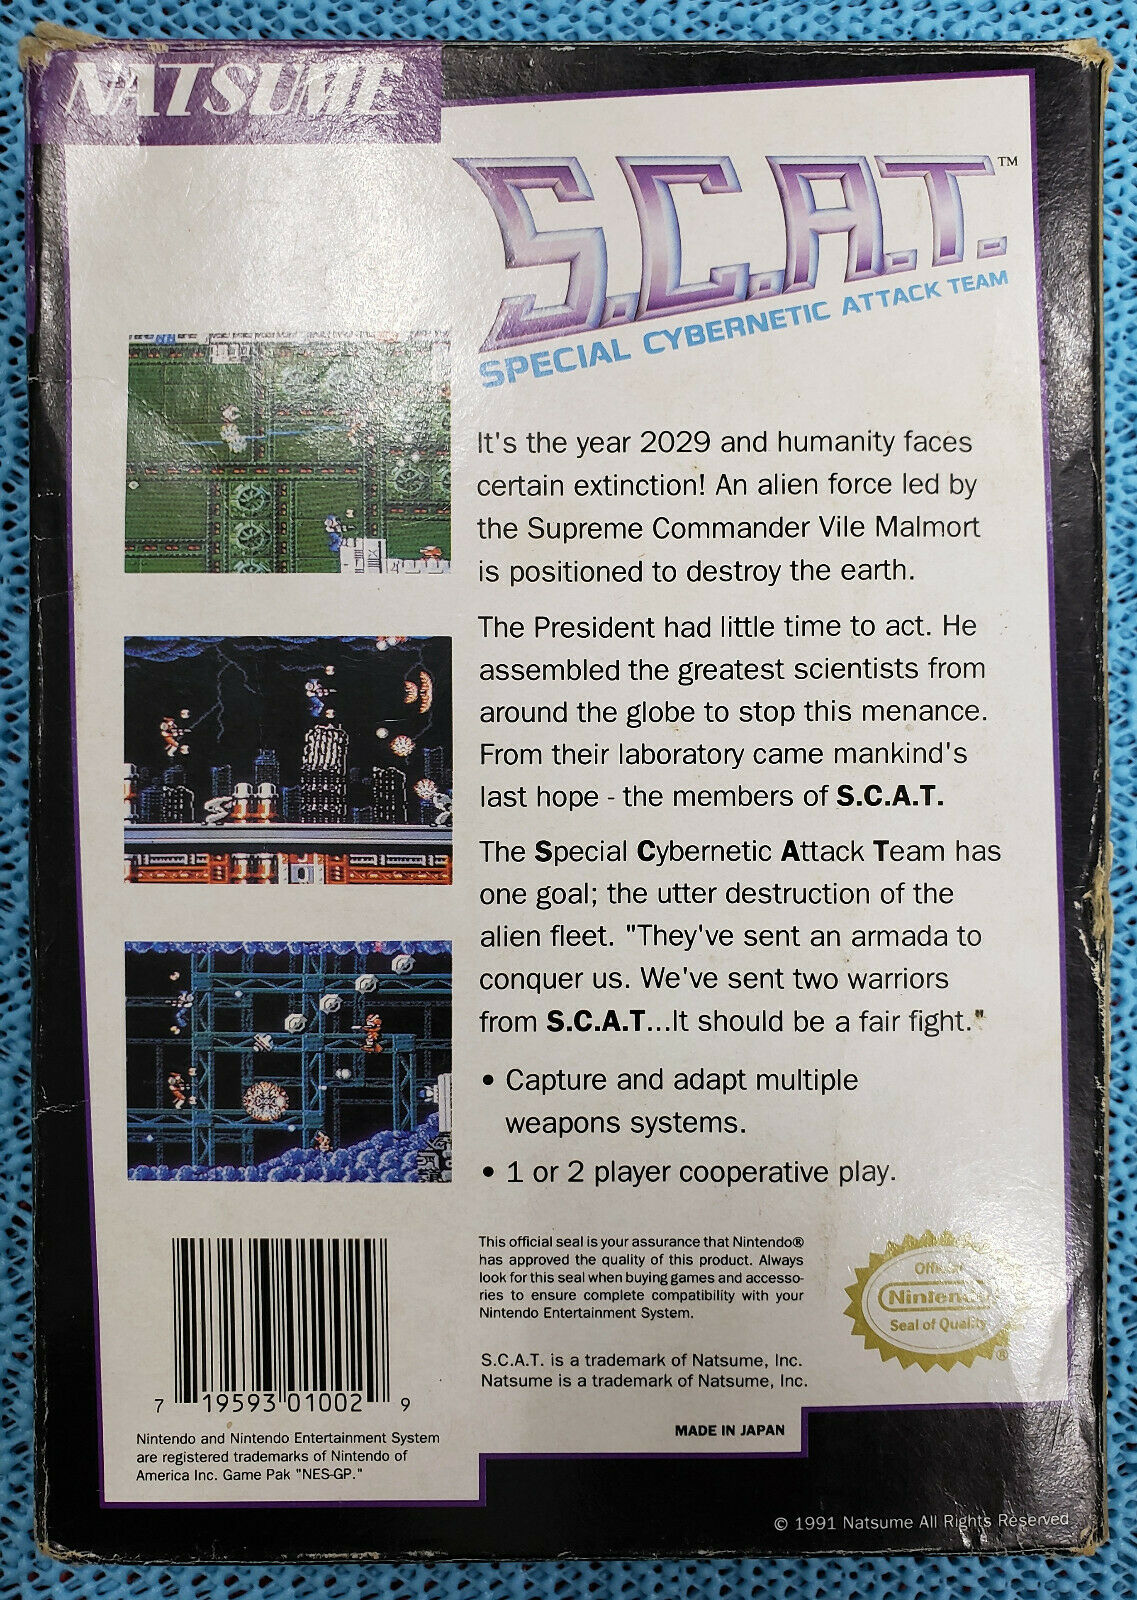 NATSUME
S.C.A.T.™
SPECIAL CYBERNETIC ATTACK TEAM
It's the year 2029 and humanity faces
certain extinction! An alien force led by
the Supreme Commander Vile Malmort
is positioned to destroy the earth.
The President had little time to act. He
assembled the greatest scientists from
around the globe to stop this menance.
From their laboratory came mankind's
last hope - the members of S.C.A.T.
The Special Cybernetic Attack Team has
one goal; the utter destruction of the
alien fleet. "They've sent an armada to
conquer us. We've sent two warriors
from S.C.A.T...It should be a fair fight."
• Capture and adapt multiple
weapons systems.
• 1 or 2 player cooperative play.
This official seal is your assurance that Nintendo®
has approved the quality of this product. Always
look for this seal when buying games and accesso-
ries to ensure complete compatibility with your
Nintendo Entertainment System.
Official
Nintendo
Seal of Quality
®
S.C.A.T. is a trademark of Natsume, Inc.
Natsume is a trademark of Natsume, Inc.
MADE IN JAPAN
7 19593 01002 9
Nintendo and Nintendo Entertainment System
are registered trademarks of Nintendo of
America Inc. Game Pak "NES-GP."
© 1991 Natsume All Rights Reserved